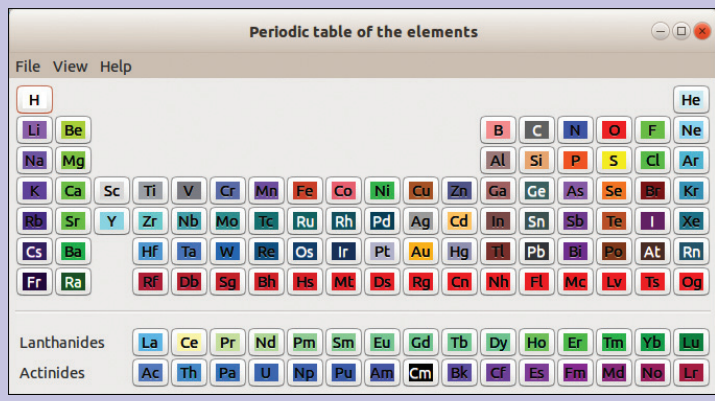 Periodic table of the elements
File View Help
H He
Li Be B C N O F Ne
Na Mg Al Si P S Cl Ar
K Ca Sc Ti V Cr Mn Fe Co Ni Cu Zn Ga Ge As Se Br Kr
Rb Sr Y Zr Nb Mo Tc Ru Rh Pd Ag Cd In Sn Sb Te I Xe
Cs Ba Hf Ta W Re Os Ir Pt Au Hg Tl Pb Bi Po At Rn
Fr Ra Rf Db Sg Bh Hs Mt Ds Rg Cn Nh Fl Mc Lv Ts Og
Lanthanides La Ce Pr Nd Pm Sm Eu Gd Tb Dy Ho Er Tm Yb Lu
Actinides Ac Th Pa U Np Pu Am Cm Bk Cf Es Fm Md No Lr